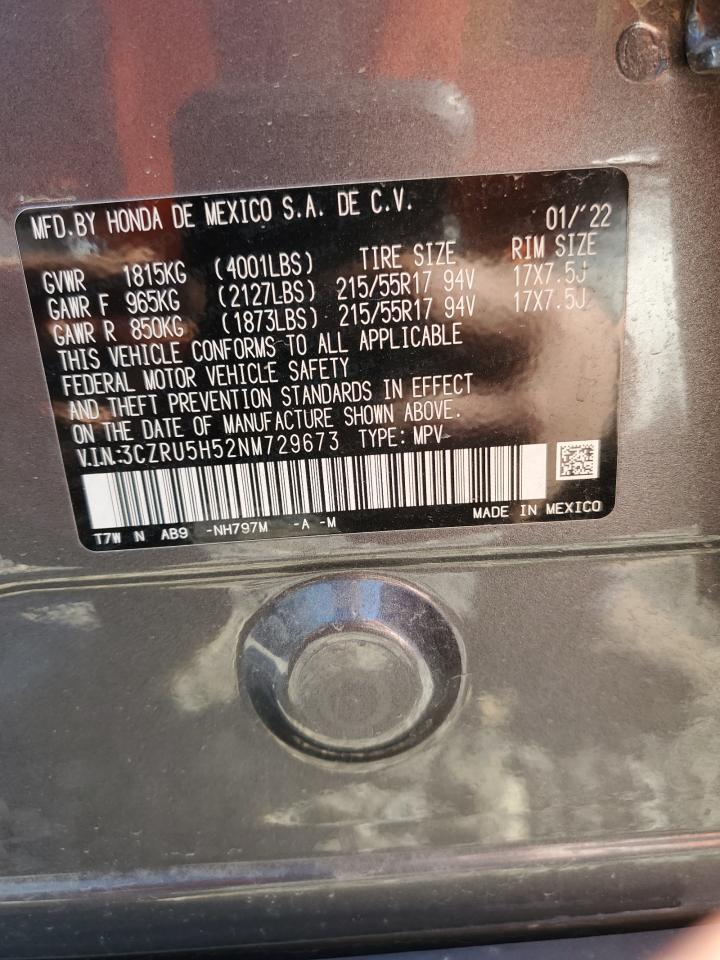 MFD.BY HONDA DE MEXICO S.A. DE C.V. 01/'22
TIRE SIZE RIM SIZE
GVWR 1815KG (4001LBS)
GAWR F 965KG (2127LBS) 215/55R17 94V 17X7.5J
GAWR R 850KG (1873LBS) 215/55R17 94V 17X7.5J
THIS VEHICLE CONFORMS TO ALL APPLICABLE
FEDERAL MOTOR VEHICLE SAFETY
AND THEFT PREVENTION STANDARDS IN EFFECT
ON THE DATE OF MANUFACTURE SHOWN ABOVE.
V.I.N:3CZRU5H52NM729673 TYPE: MPV
T7W N AB9 -NH797M -A -M MADE IN MEXICO